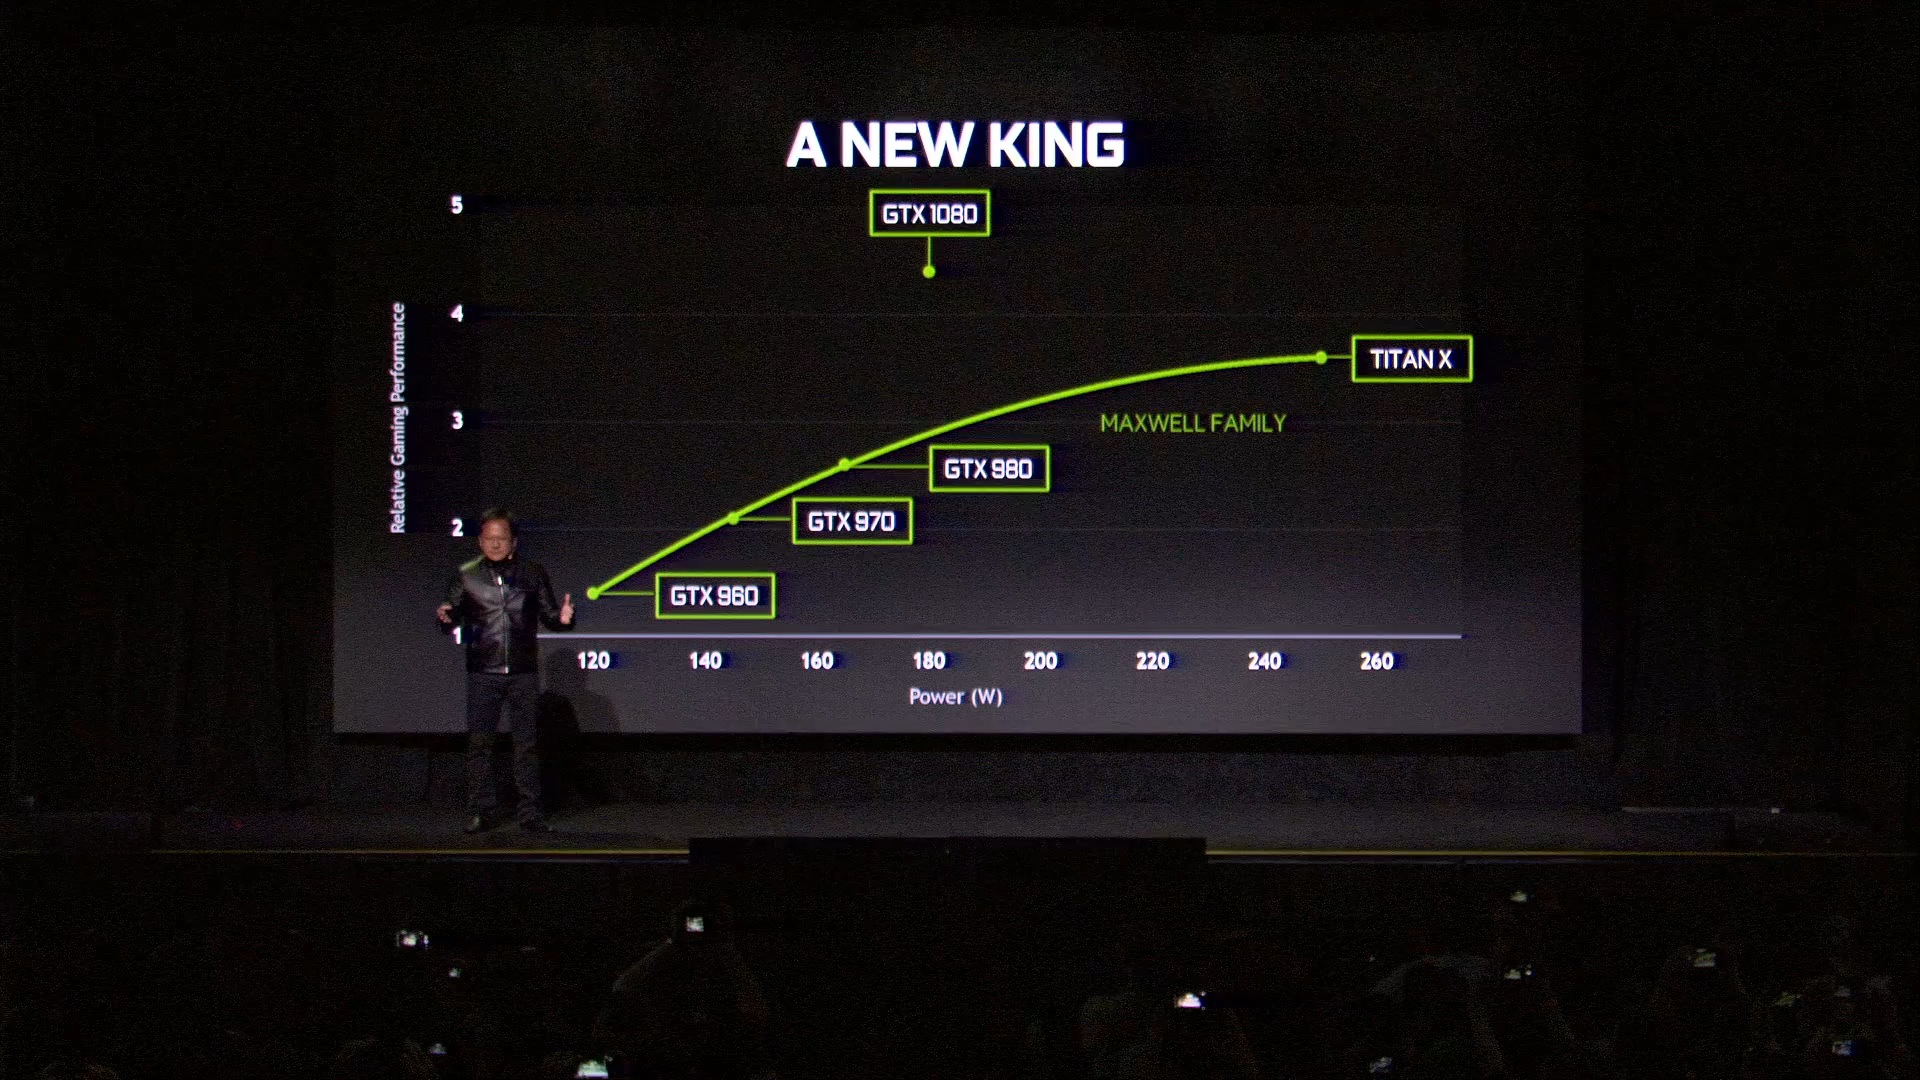 A NEW KING
GTX 1080
5
4
TITAN X
Relative Gaming Performance
3
MAXWELL FAMILY
GTX 980
GTX 970
2
GTX 960
1
120 140 160 180 200 220 240 260
Power (W)